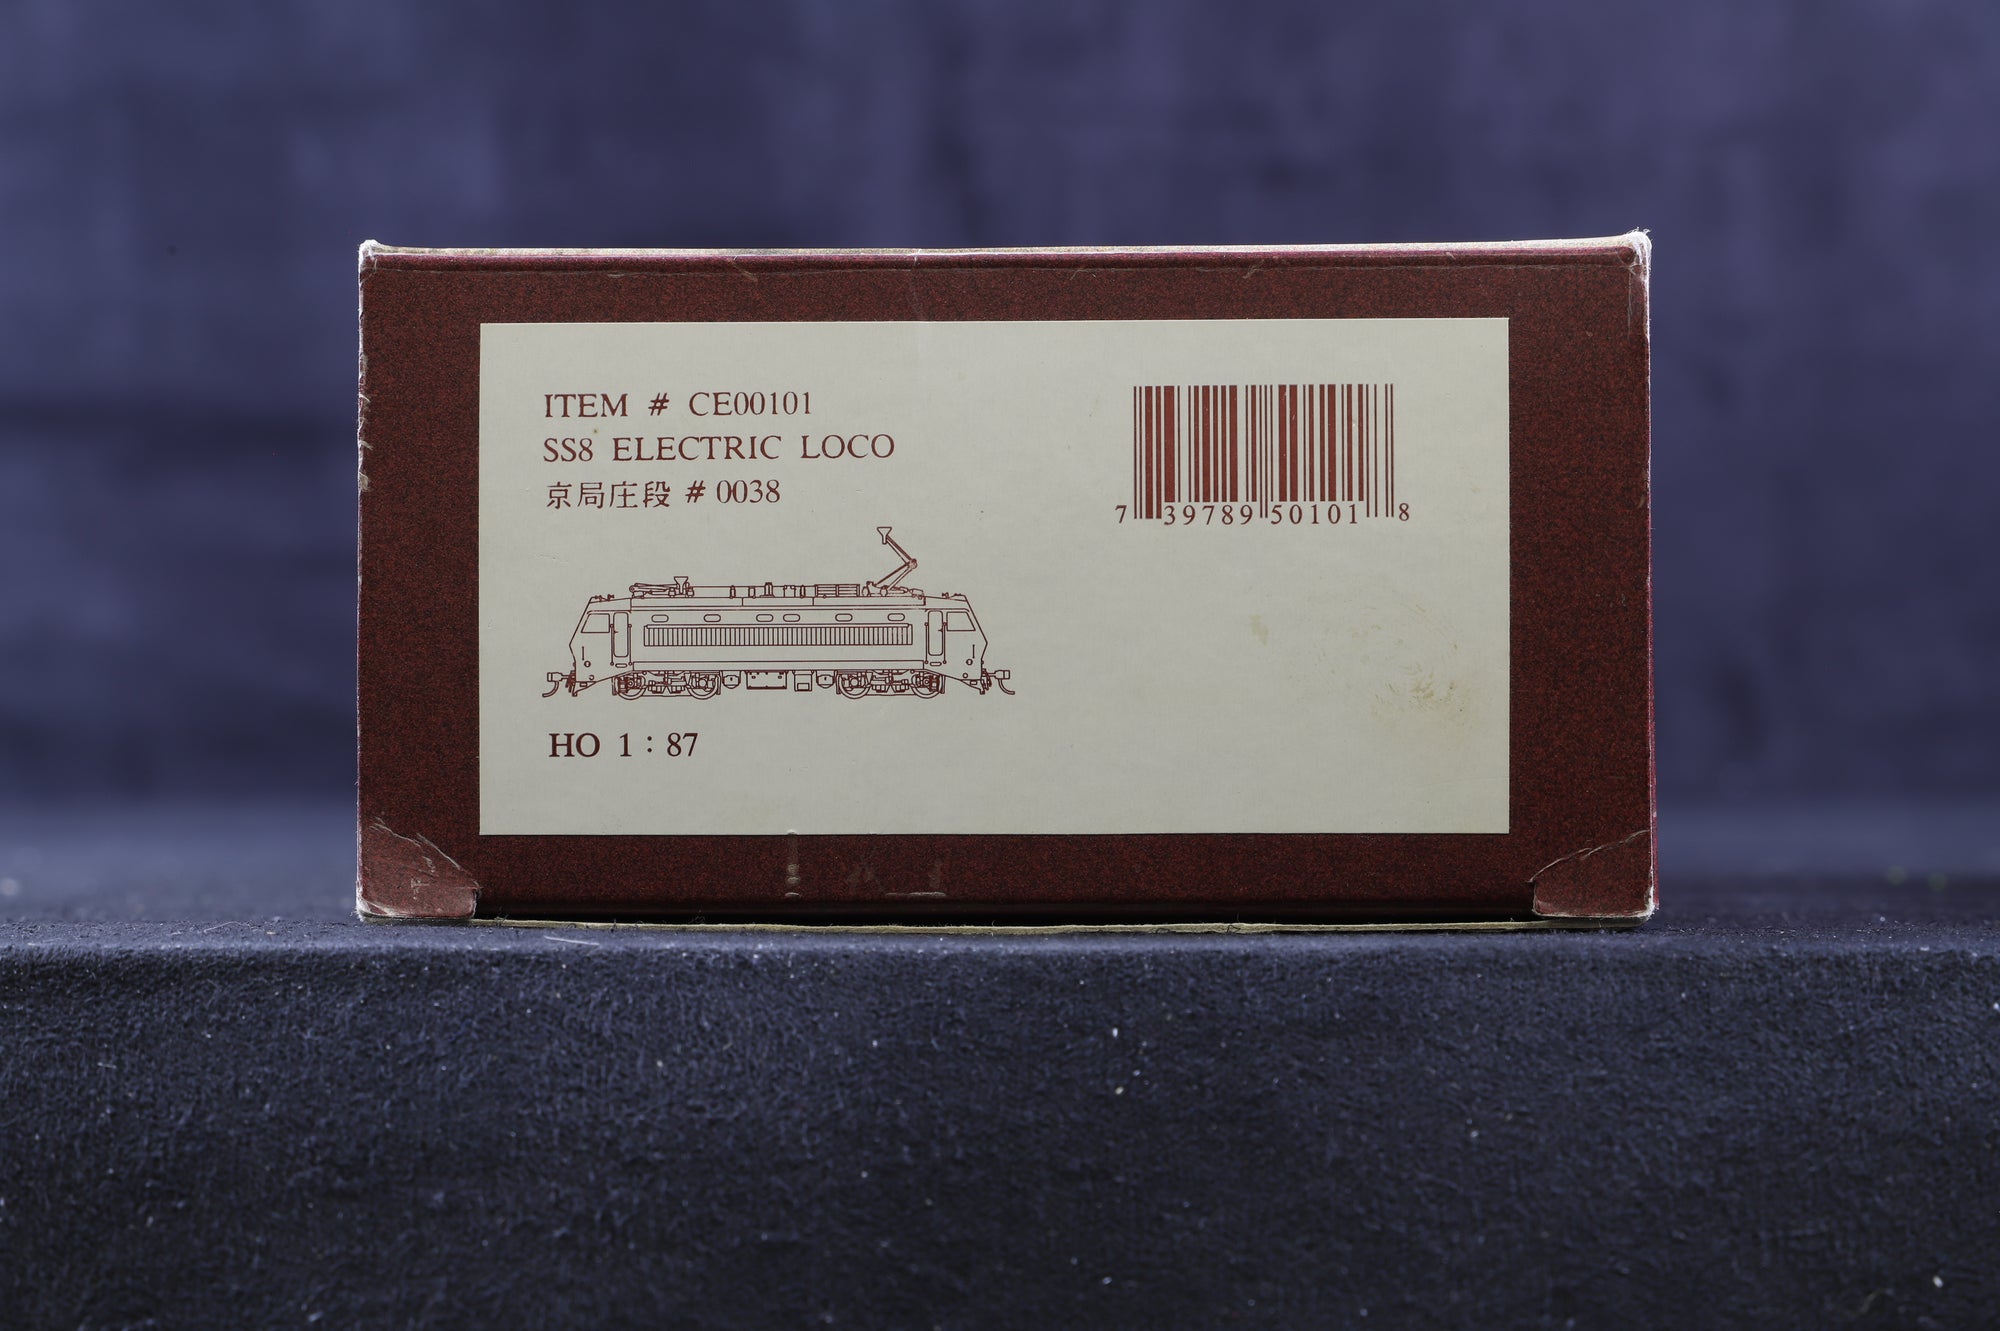 ITEM # CE00101
SS8 ELECTRIC LOCO
京局庄段 # 0038
7 39789 50101 8
HO 1 : 87